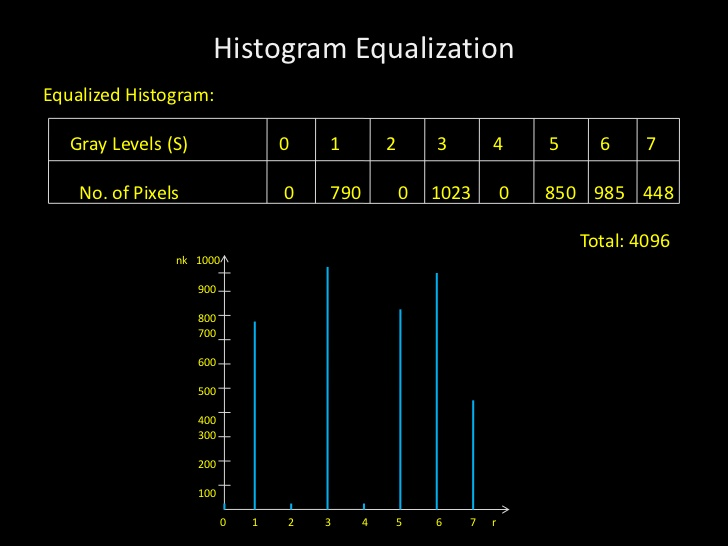 Histogram Equalization
Equalized Histogram:
Gray Levels (S) 0 1 2 3 4 5 6 7
No. of Pixels 0 790 0 1023 0 850 985 448
Total: 4096
nk 1000
900
800
700
600
500
400
300
200
100
0 1 2 3 4 5 6 7 r